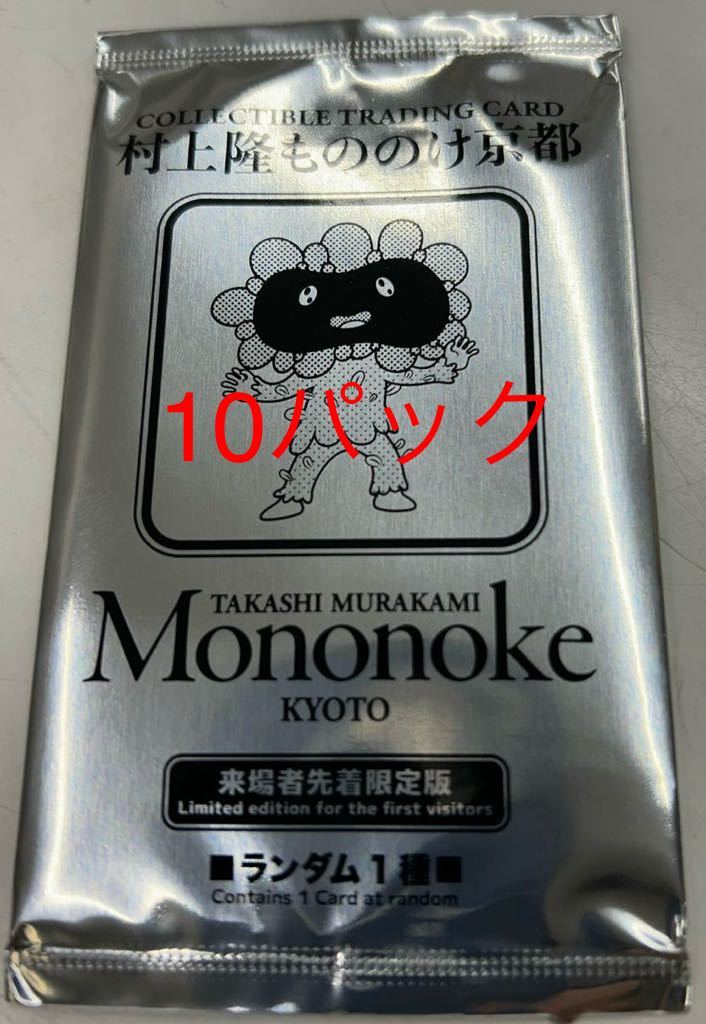 COLLECTIBLE TRADING CARD
村上隆もののけ京都
10パック
TAKASHI MURAKAMI
Mononoke
KYOTO
来場者先着限定版
Limited edition for the first visitors
■ランダム1種■
Contains 1 Card at random